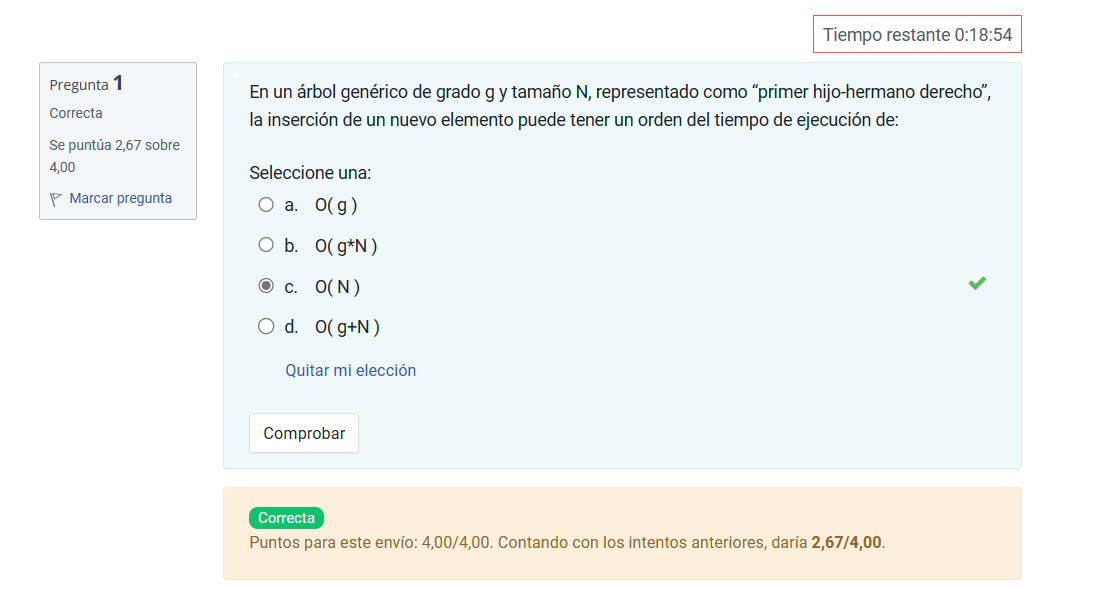 Tiempo restante 0:18:54
Pregunta 1
Correcta
Se puntúa 2,67 sobre
4,00
Marcar pregunta
En un árbol genérico de grado g y tamaño N, representado como “primer hijo-hermano derecho”,
la inserción de un nuevo elemento puede tener un orden del tiempo de ejecución de:
Seleccione una:
a. O( g )
b. O( g*N )
c. O( N )
d. O( g+N )
Quitar mi elección
Comprobar
Correcta
Puntos para este envío: 4,00/4,00. Contando con los intentos anteriores, daría 2,67/4,00.